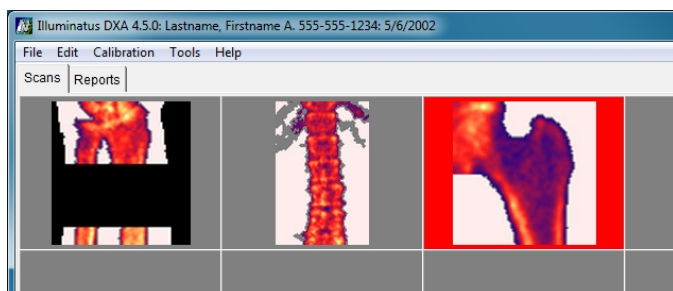 Illuminatus DXA 4.5.0: Lastname, Firstname A. 555-555-1234: 5/6/2002
File Edit Calibration Tools Help
Scans Reports